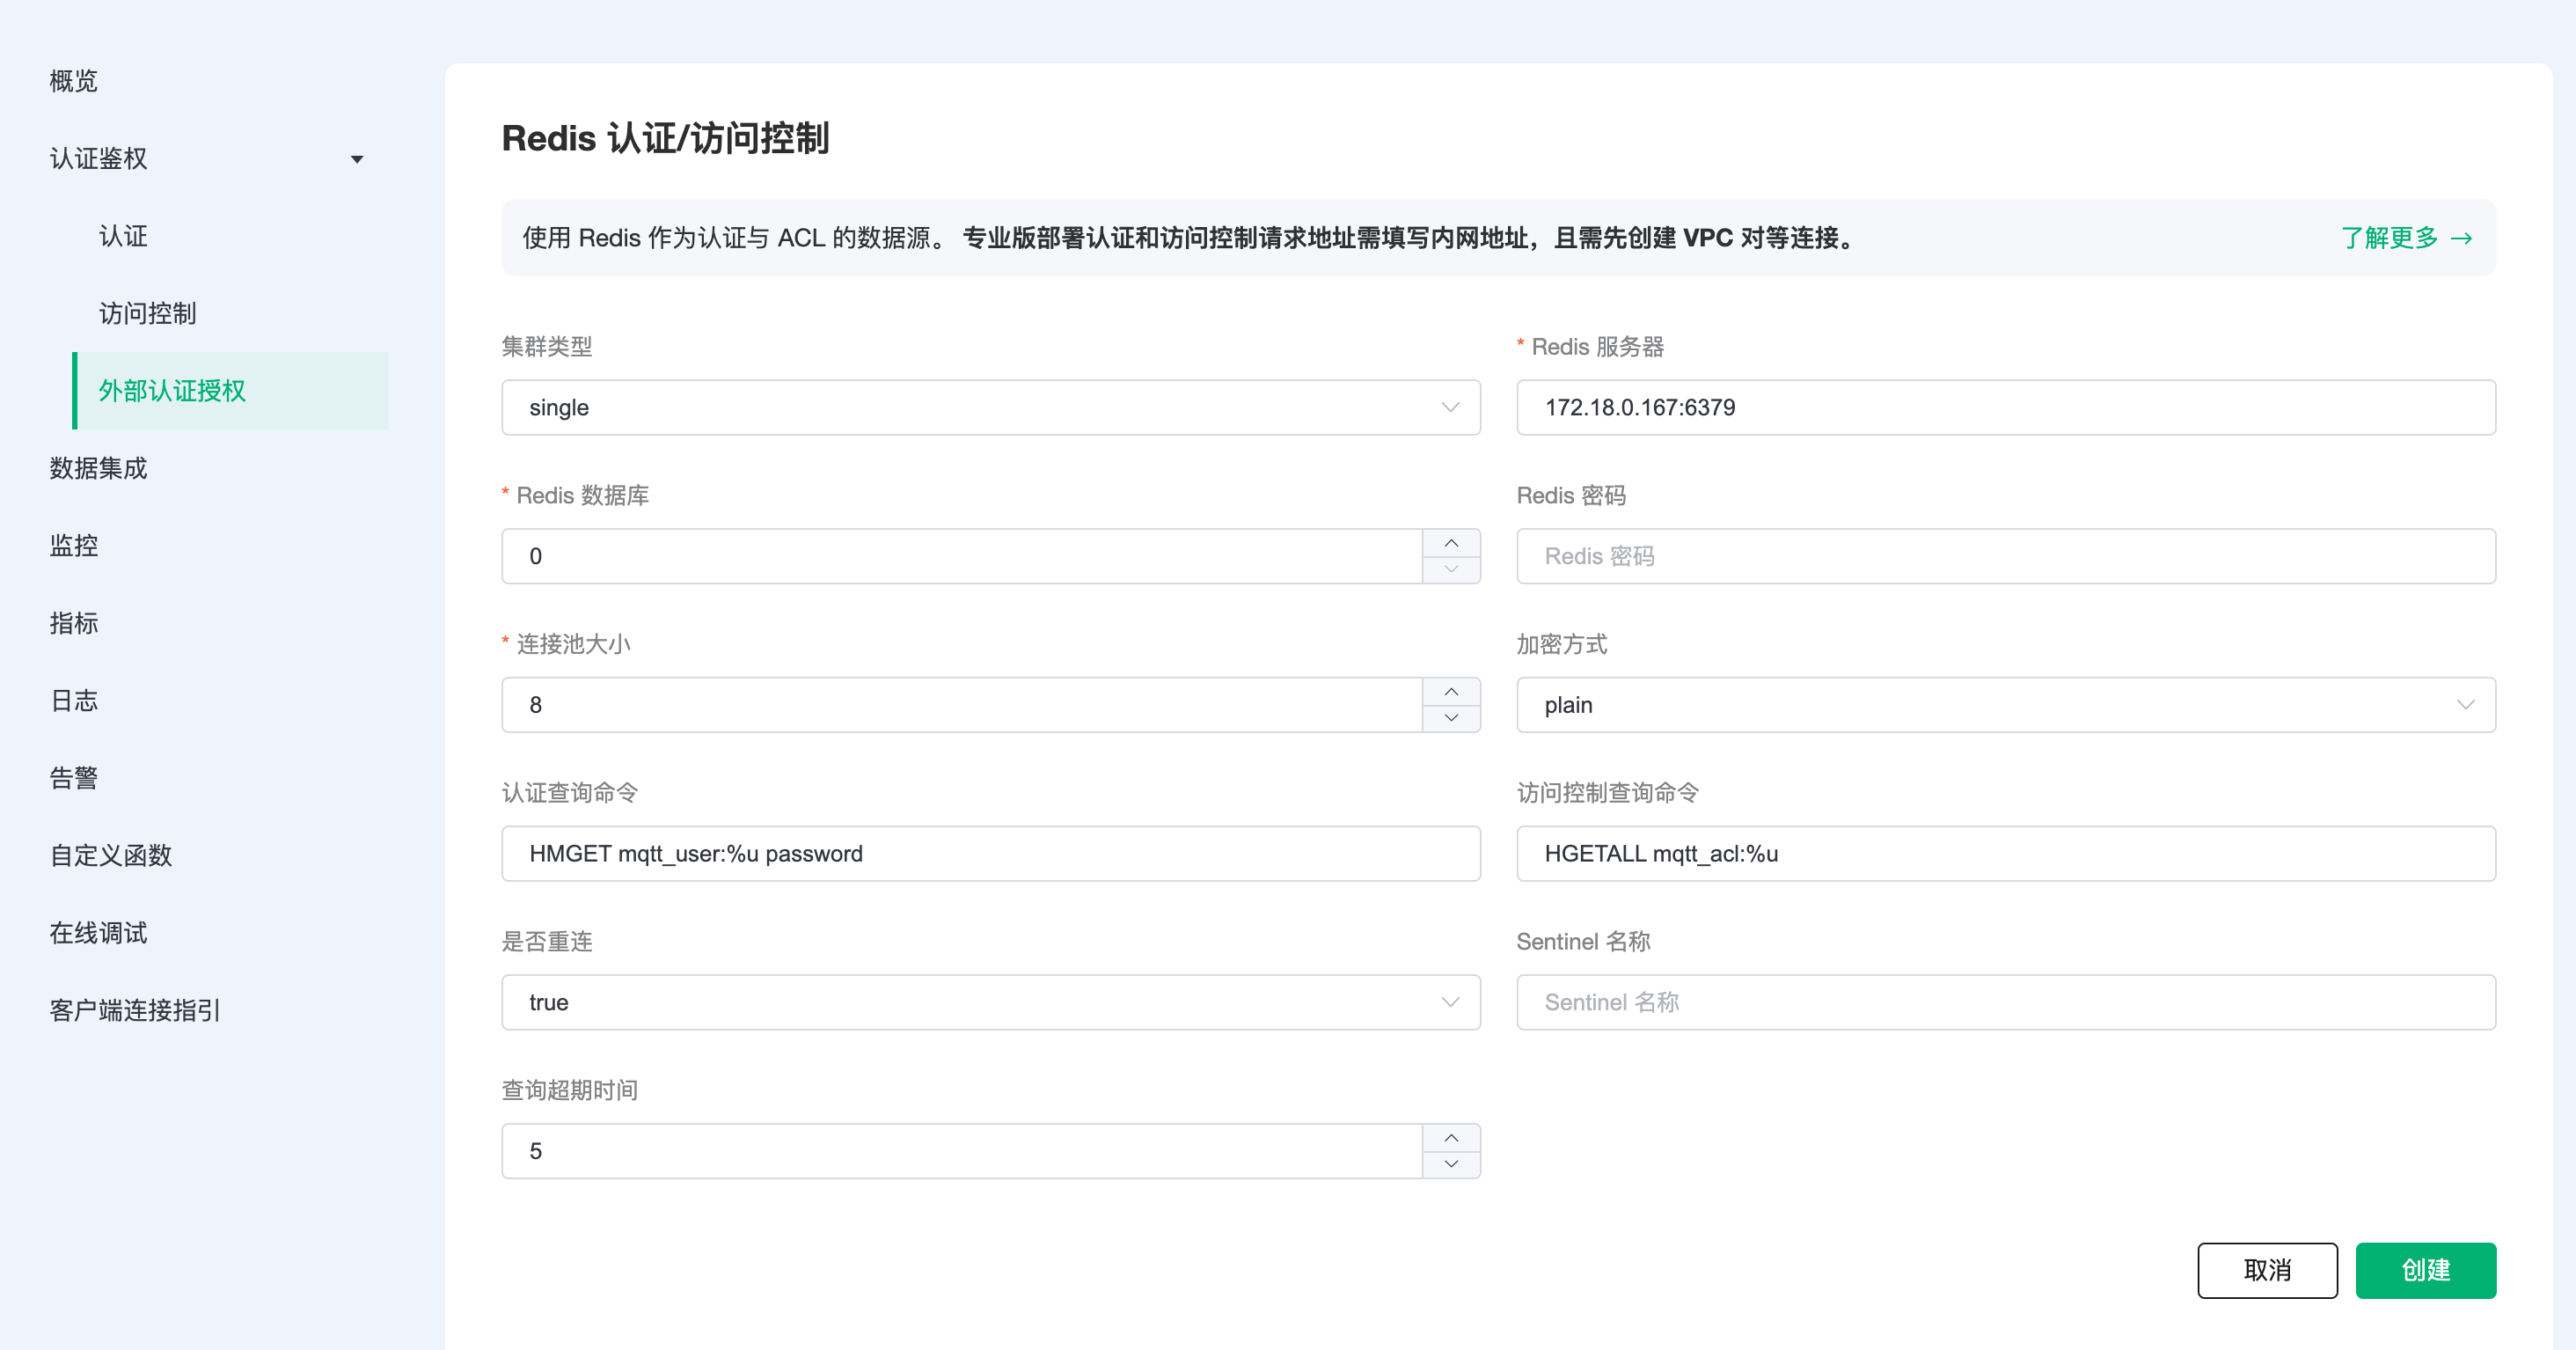 概览
认证鉴权
认证
访问控制
外部认证授权
数据集成
监控
指标
日志
告警
自定义函数
在线调试
客户端连接指引
Redis 认证/访问控制
使用 Redis 作为认证与 ACL 的数据源。 专业版部署认证和访问控制请求地址需填写内网地址，且需先创建 VPC 对等连接。 了解更多 →
集群类型
single
* Redis 服务器
172.18.0.167:6379
* Redis 数据库
0
Redis 密码
Redis 密码
* 连接池大小
8
加密方式
plain
认证查询命令
HMGET mqtt_user:%u password
访问控制查询命令
HGETALL mqtt_acl:%u
是否重连
true
Sentinel 名称
Sentinel 名称
查询超期时间
5
取消
创建